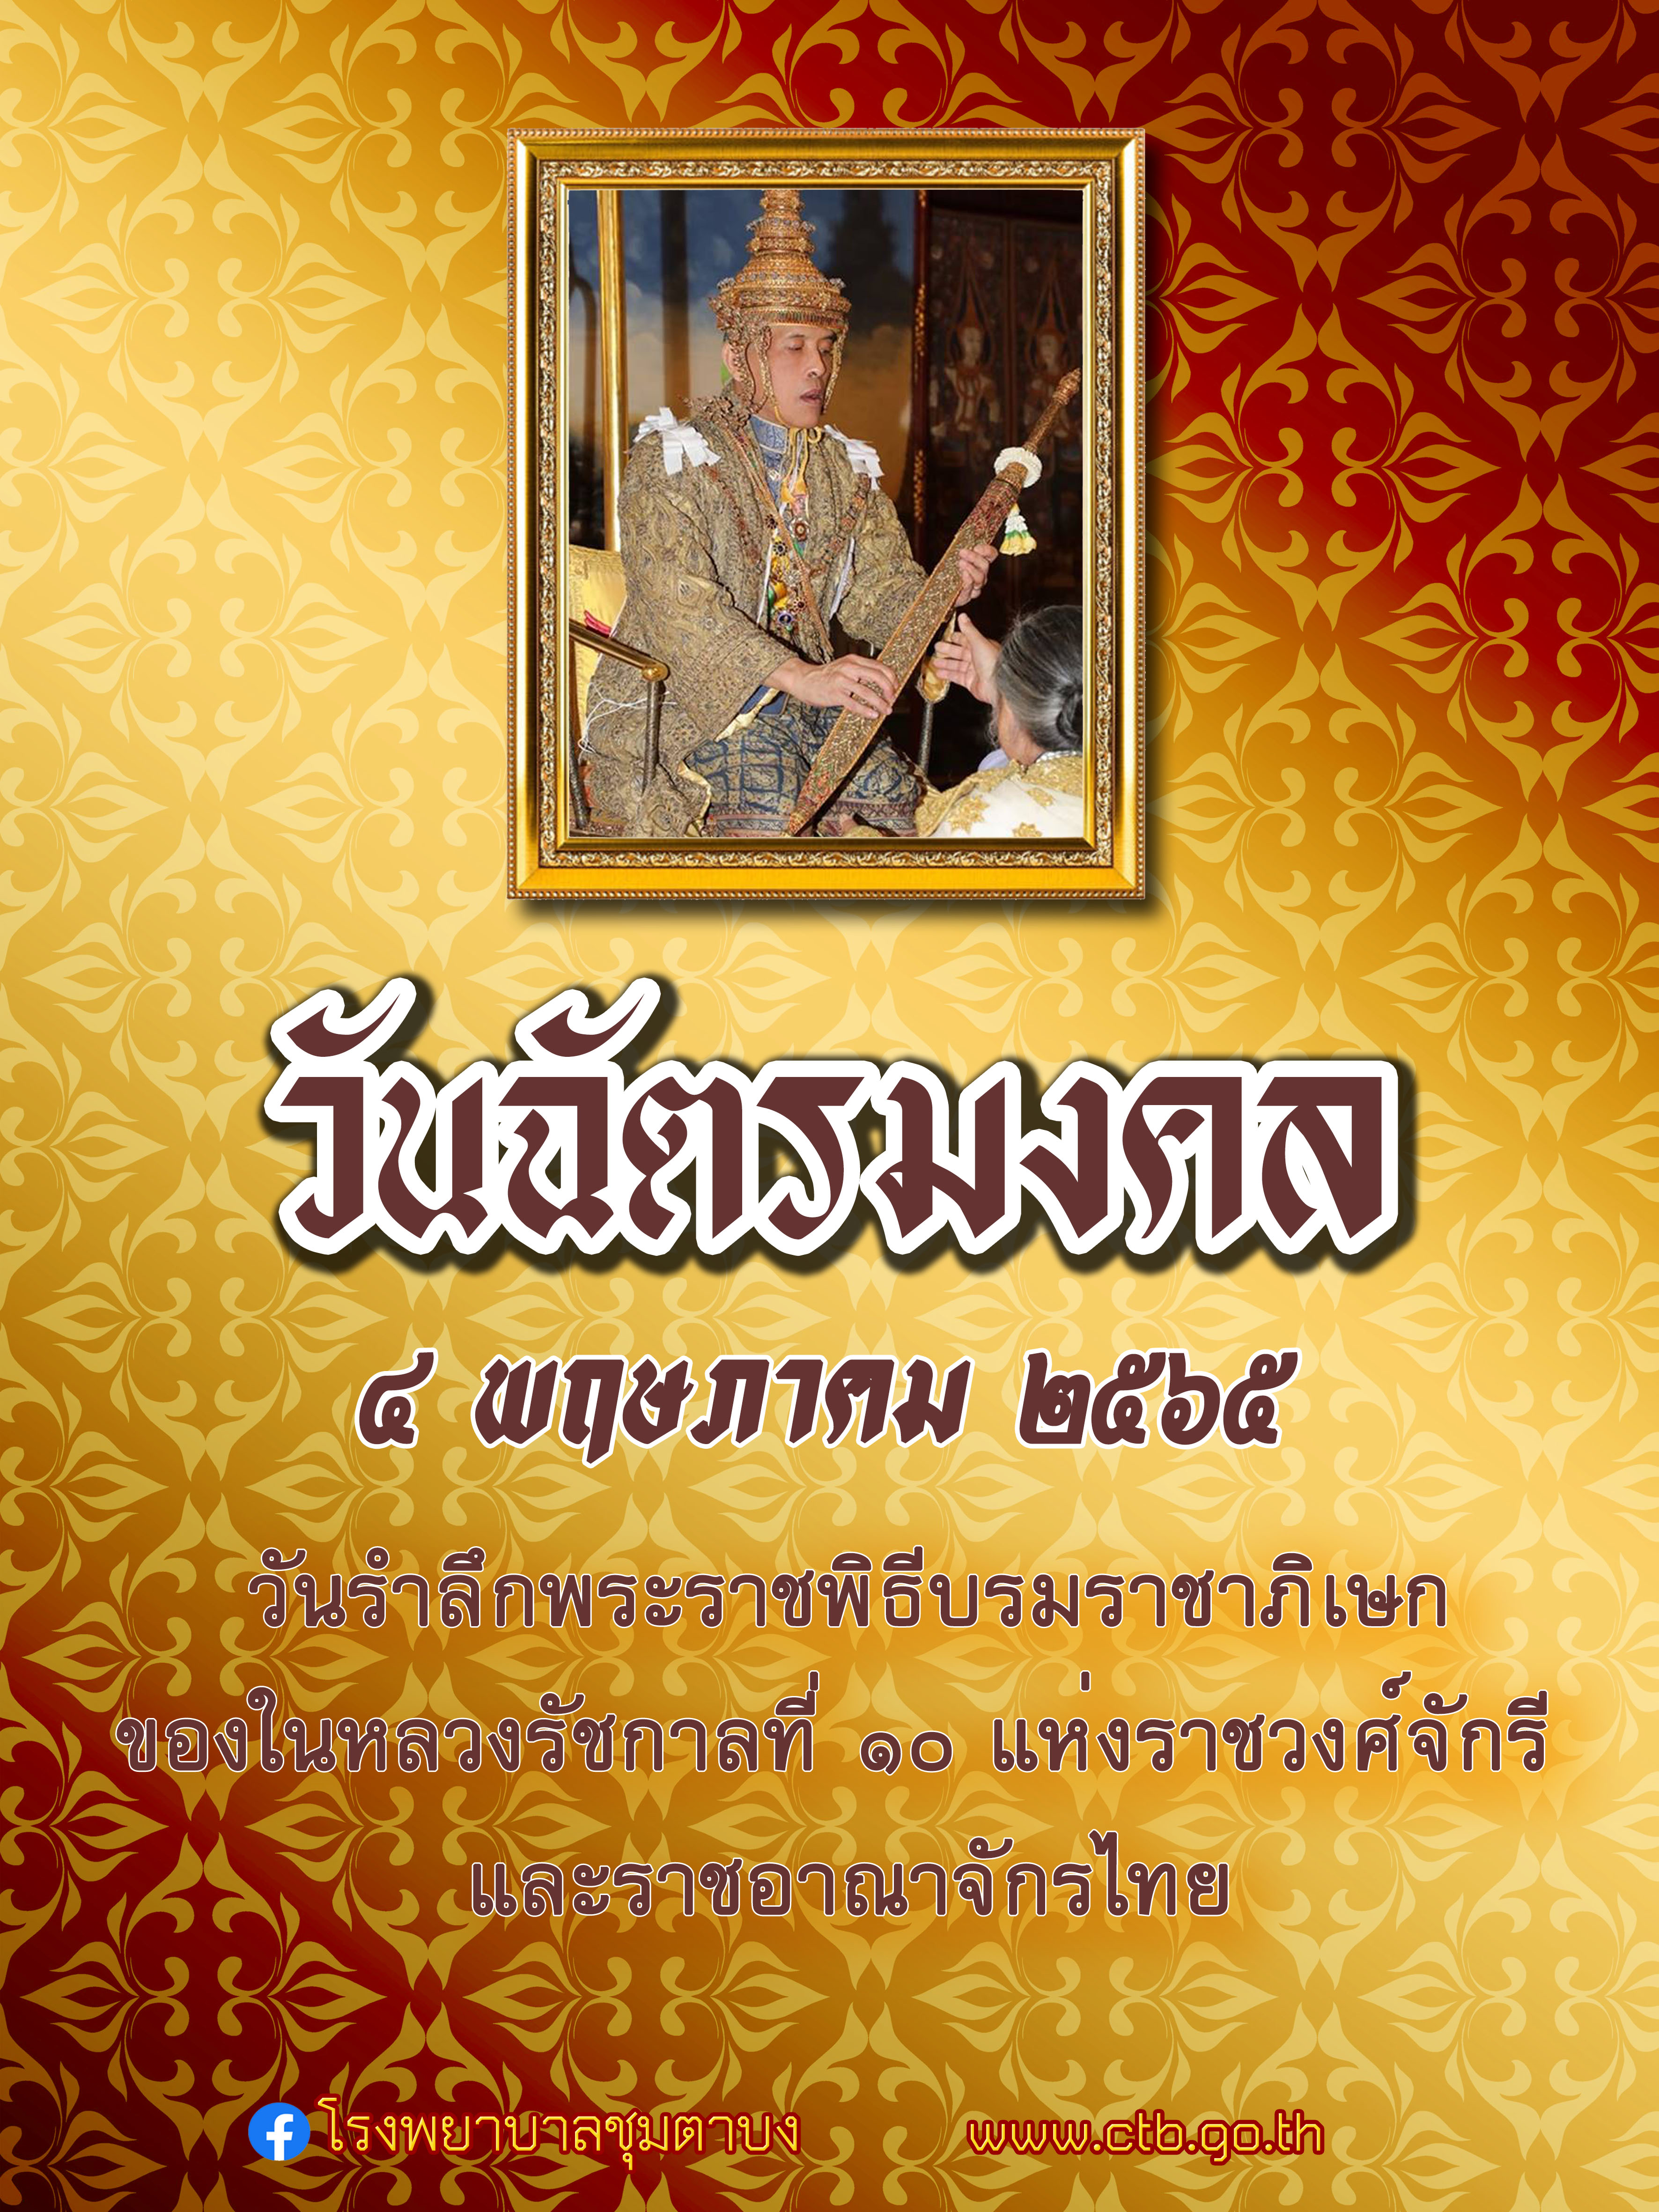 วันฉัตรมงคล
๔ พฤษภาคม ๒๕๖๕
วันรำลึกพระราชพิธีบรมราชาภิเษก
ของในหลวงรัชกาลที่ ๑๐ แห่งราชวงศ์จักรี
และราชอาณาจักรไทย
โรงพยาบาลชุมตาบง www.ctb.go.th